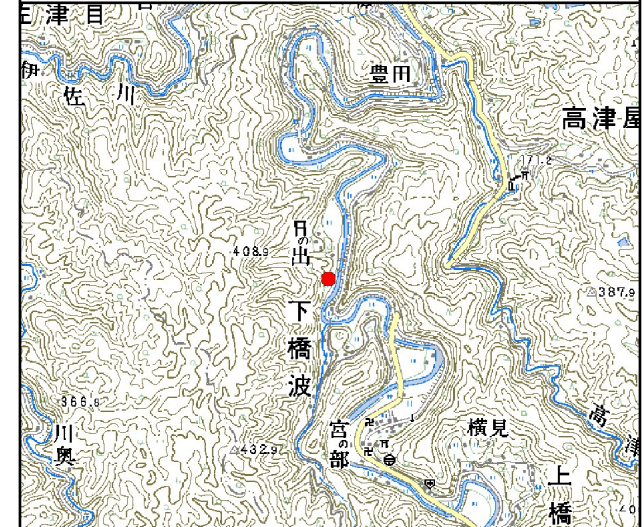 津目
伊佐川
豊田
高津屋
171.2
日の出
408.9
387.9
下橋波
366.9
川奥
432.9
宮の部
横見
高
上橋